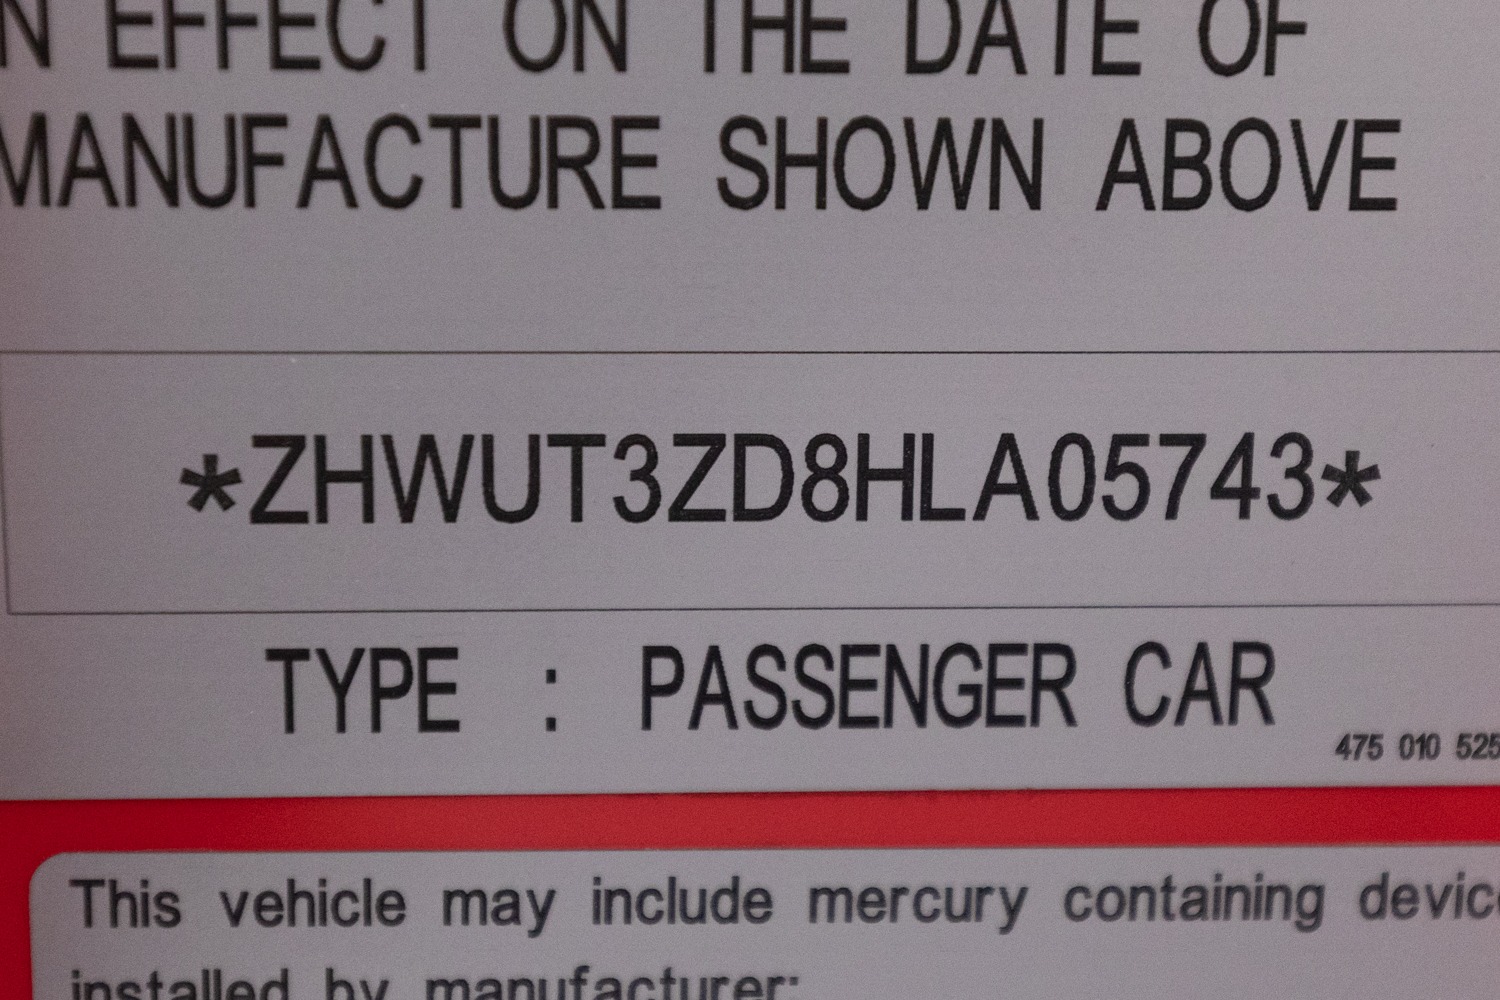 N EFFECT ON THE DATE OF
MANUFACTURE SHOWN ABOVE
*ZHWUT3ZD8HLA05743*
TYPE : PASSENGER CAR
475 010 525
This vehicle may include mercury containing devic
installed by manufacturer: